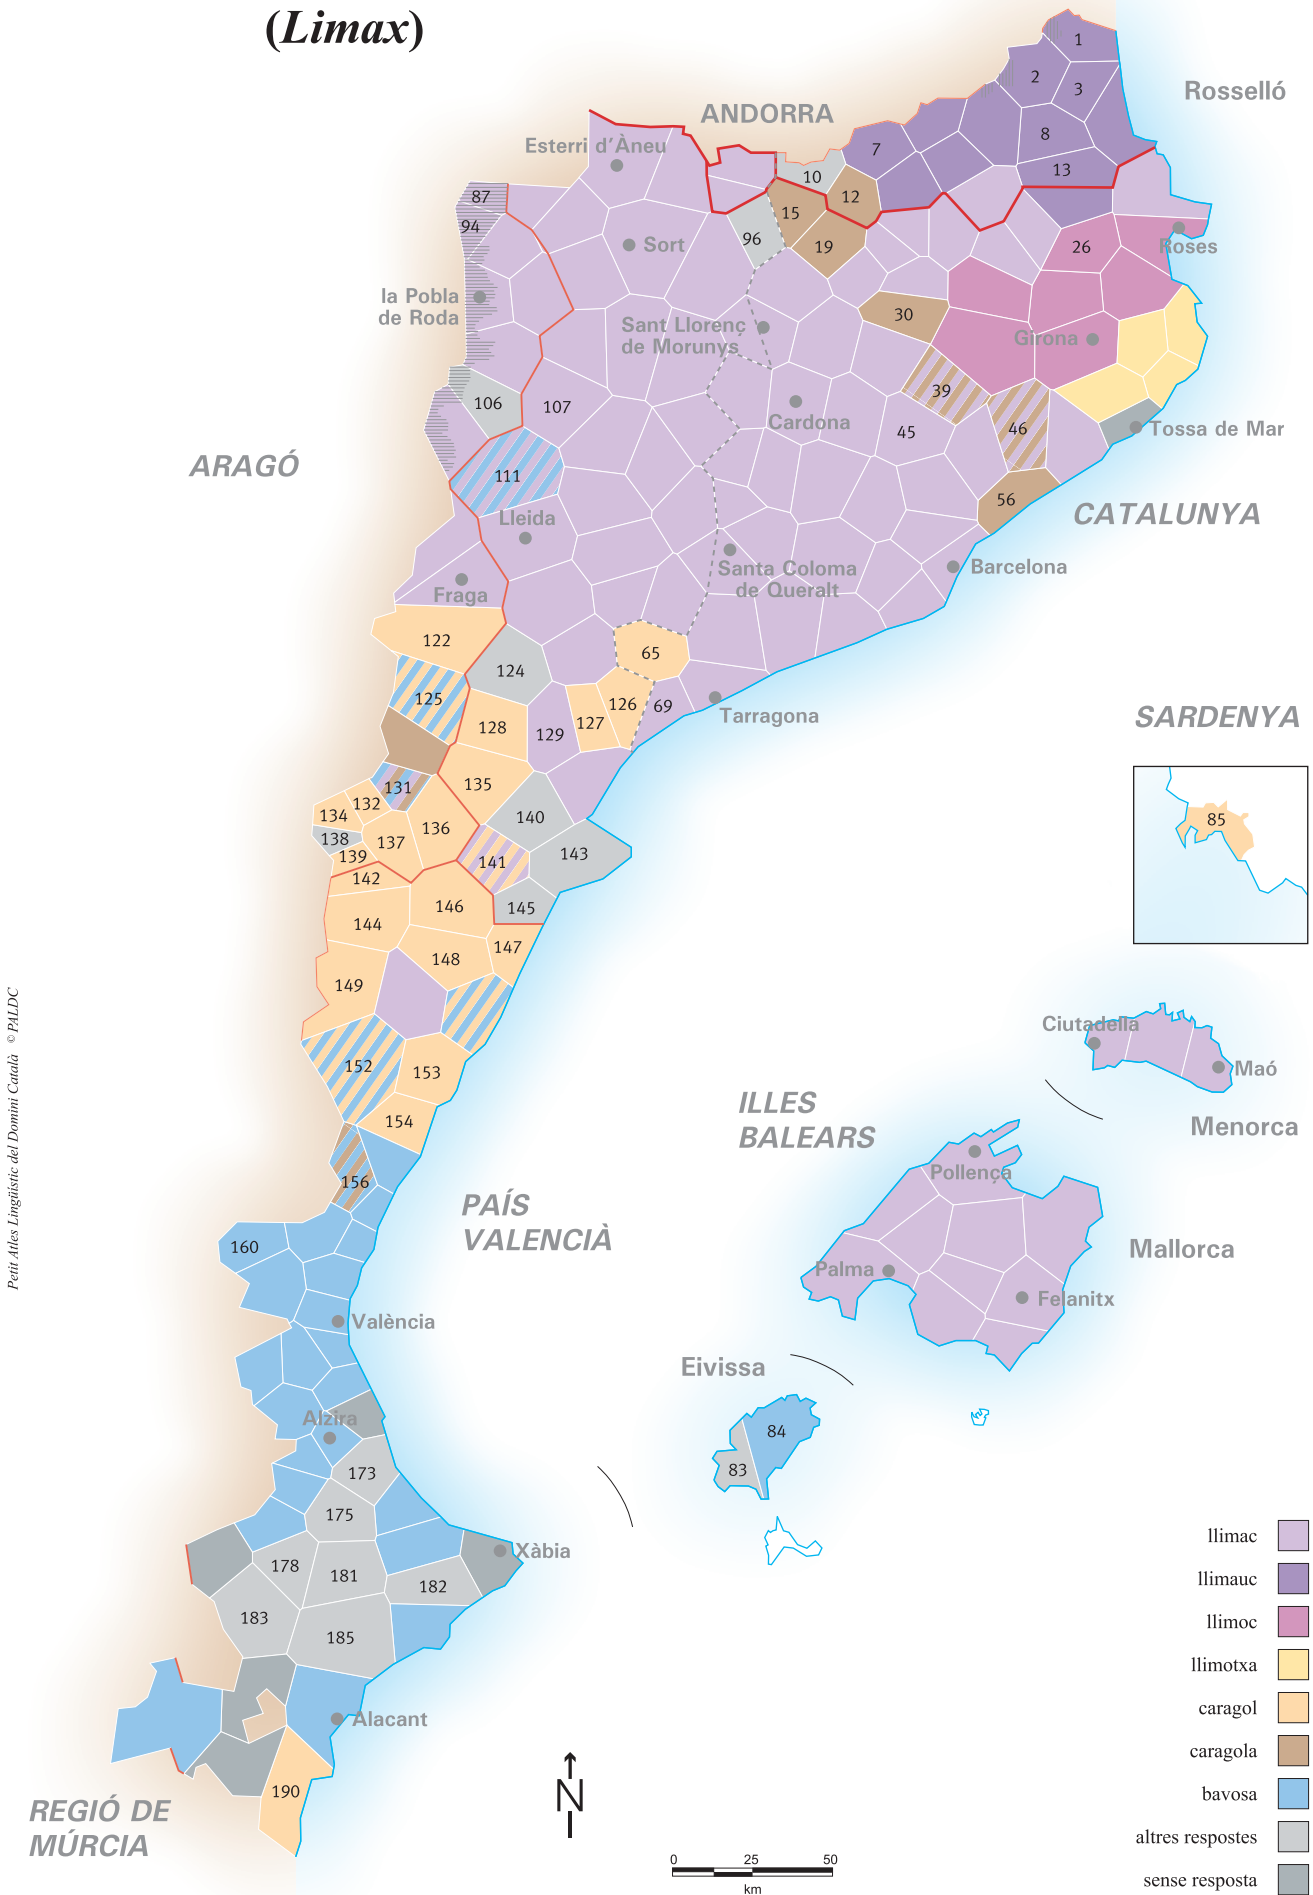 (Limax)
1
2
3
Rosselló
ANDORRA
8
Esterri d'Àneu
7
13
10
87
12
15
94
96
19
26
Sort
Roses
la Pobla
de Roda
30
Sant Llorenç
de Morunys
Girona
39
106
107
Cardona
45
46
Tossa de Mar
ARAGÓ
111
56
CATALUNYA
Lleida
Santa Coloma
de Queralt
Barcelona
Fraga
122
65
124
125
126
69
Tarragona
127
128
129
SARDENYA
131
135
132
134
140
85
136
138
137
139
141
143
142
146
145
144
147
148
149
Ciutadella
152
153
Maó
ILLES
BALEARS
154
Menorca
Pollença
156
PAÍS
VALENCIÀ
160
Mallorca
Palma
Felanitx
València
Eivissa
Alzira
84
83
173
175
Xàbia
178
181
182
183
185
Alacant
190
REGIÓ DE
MÚRCIA
N
0 25 50
km
llimac
llimauc
llimoc
llimotxa
caragol
caragola
bavosa
altres respostes
sense resposta
Petit Atles Lingüístic del Domini Català © PALDC